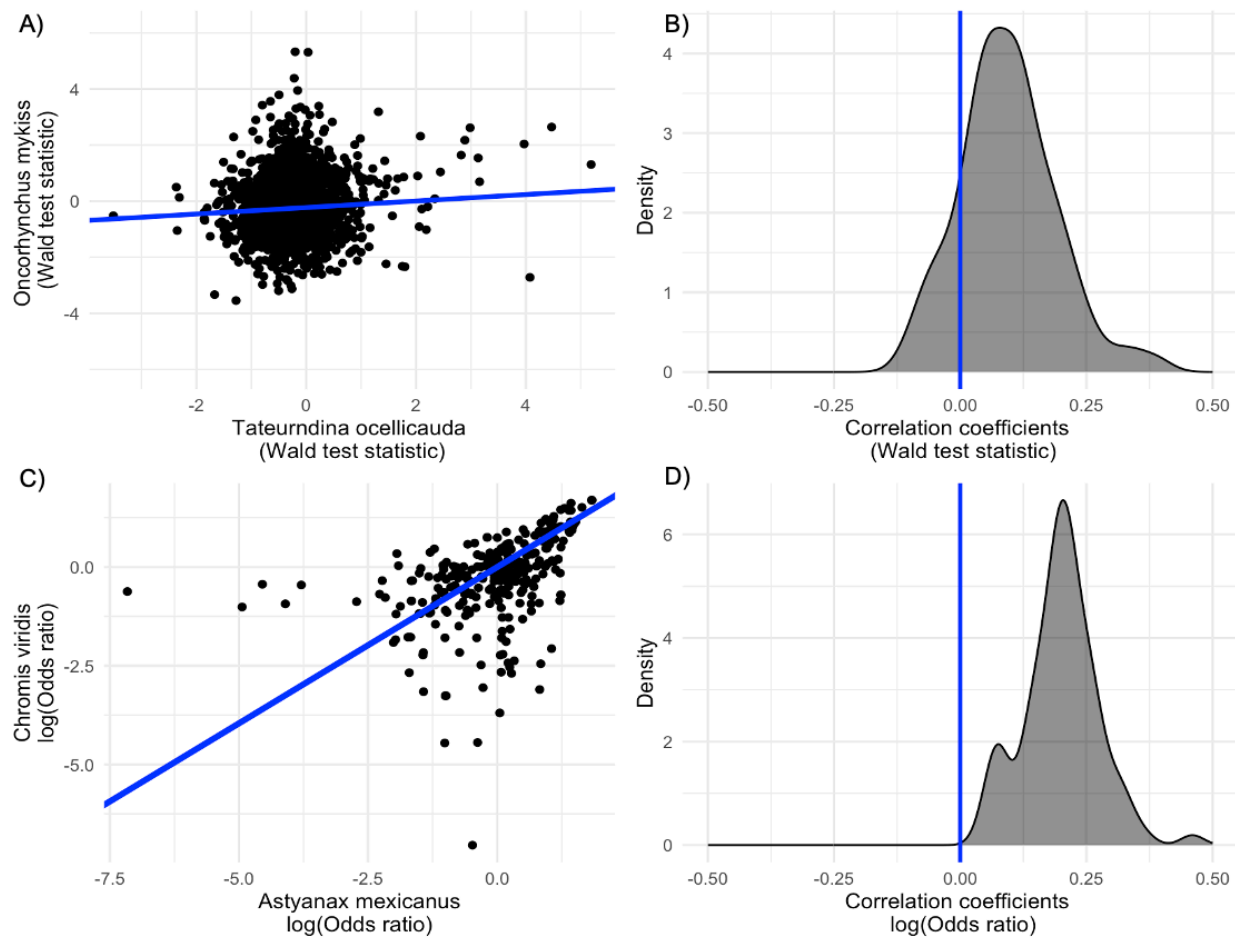 A)
Oncorhynchus mykiss
(Wald test statistic)
4
0
-4
-2
0
2
4
Tateurndina ocellicauda
(Wald test statistic)
B)
Density
4
3
2
1
0
-0.50
-0.25
0.00
0.25
0.50
Correlation coefficients
(Wald test statistic)
C)
Chromis viridis
log(Odds ratio)
0.0
-2.5
-5.0
-7.5
-5.0
-2.5
0.0
Astyanax mexicanus
log(Odds ratio)
D)
Density
6
4
2
0
-0.50
-0.25
0.00
0.25
0.50
Correlation coefficients
log(Odds ratio)